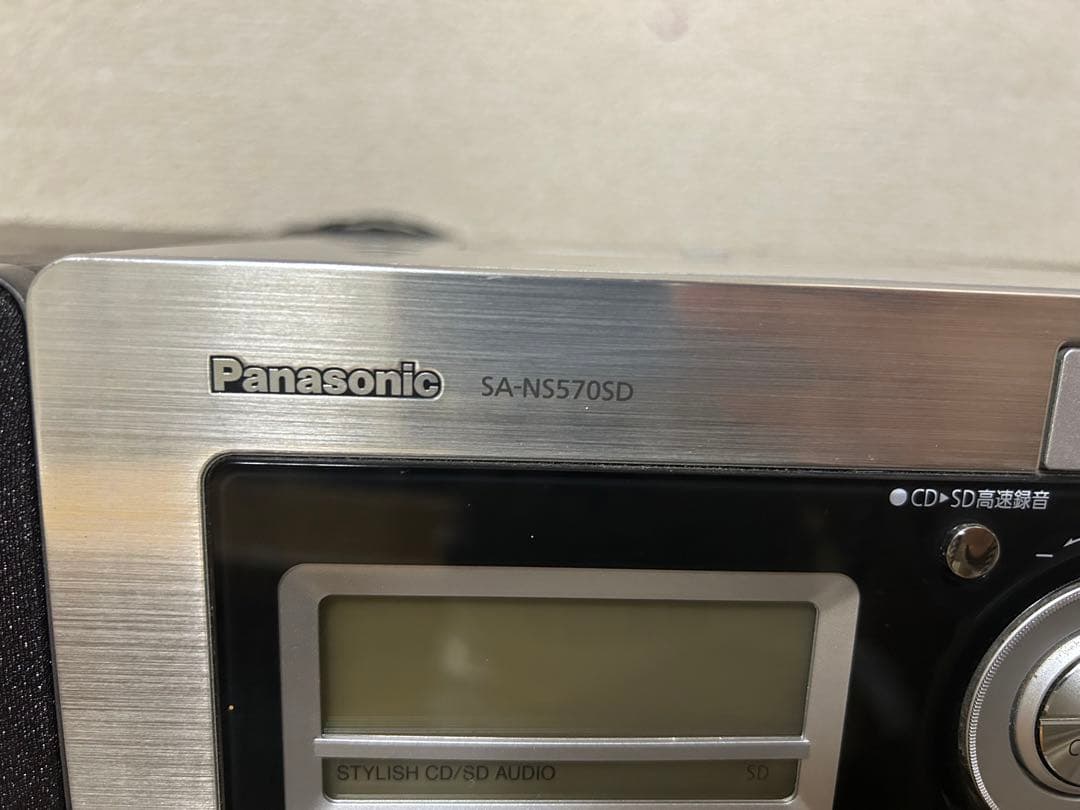 Panasonic SA-NS570SD
●CD▸SD高速録音
STYLISH CD/SD AUDIO SD